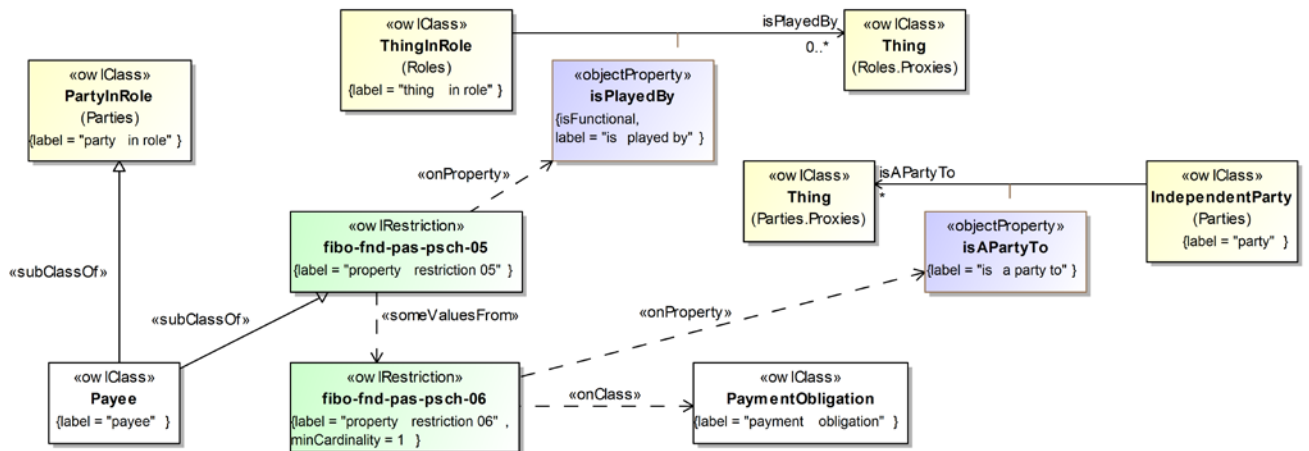 «owlClass»
ThingInRole
(Roles)
{label = "thing in role" }
isPlayedBy
0..*
«owlClass»
Thing
(Roles.Proxies)
«owlClass»
PartyInRole
(Parties)
{label = "party in role" }
«objectProperty»
isPlayedBy
{isFunctional,
label = "is played by"}
«onProperty»
«owlClass»
Thing
(Parties.Proxies)
isAPartyTo
*
«owlClass»
IndependentParty
(Parties)
{label = "party" }
«owlRestriction»
fibo-fnd-pas-psch-05
{label = "property restriction 05" }
«objectProperty»
isAPartyTo
{label = "is a party to"}
«subClassOf»
«subClassOf»
«someValuesFrom»
«onProperty»
«owlClass»
Payee
{label = "payee" }
«owlRestriction»
fibo-fnd-pas-psch-06
{label = "property restriction 06" ,
minCardinality = 1 }
«onClass»
«owlClass»
PaymentObligation
{label = "payment obligation" }